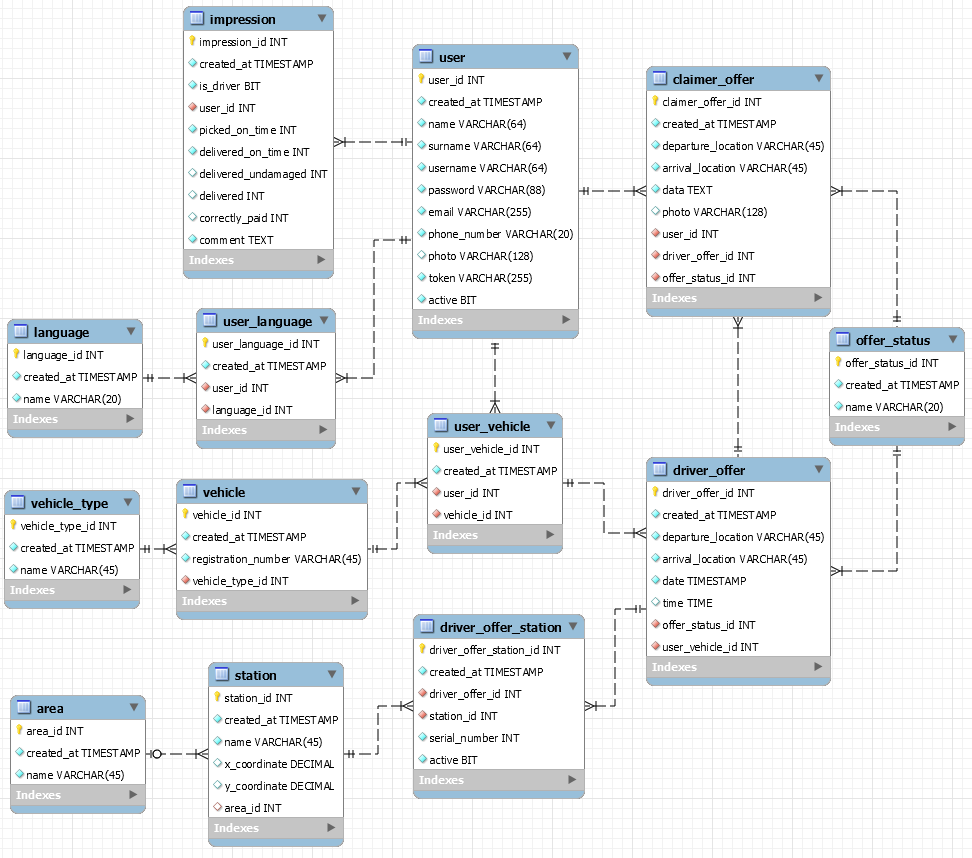 impression
impression_id INT
created_at TIMESTAMP
is_driver BIT
user_id INT
picked_on_time INT
delivered_on_time INT
delivered_undamaged INT
delivered INT
correctly_paid INT
comment TEXT
Indexes
user
user_id INT
created_at TIMESTAMP
name VARCHAR(64)
surname VARCHAR(64)
username VARCHAR(64)
password VARCHAR(88)
email VARCHAR(255)
phone_number VARCHAR(20)
photo VARCHAR(128)
token VARCHAR(255)
active BIT
Indexes
claimer_offer
claimer_offer_id INT
created_at TIMESTAMP
departure_location VARCHAR(45)
arrival_location VARCHAR(45)
data TEXT
photo VARCHAR(128)
user_id INT
driver_offer_id INT
offer_status_id INT
Indexes
language
language_id INT
created_at TIMESTAMP
name VARCHAR(20)
Indexes
user_language
user_language_id INT
created_at TIMESTAMP
user_id INT
language_id INT
Indexes
offer_status
offer_status_id INT
created_at TIMESTAMP
name VARCHAR(20)
Indexes
user_vehicle
user_vehicle_id INT
created_at TIMESTAMP
user_id INT
vehicle_id INT
Indexes
vehicle_type
vehicle_type_id INT
created_at TIMESTAMP
name VARCHAR(45)
Indexes
vehicle
vehicle_id INT
created_at TIMESTAMP
registration_number VARCHAR(45)
vehicle_type_id INT
Indexes
driver_offer
driver_offer_id INT
created_at TIMESTAMP
departure_location VARCHAR(45)
arrival_location VARCHAR(45)
date TIMESTAMP
time TIME
offer_status_id INT
user_vehicle_id INT
Indexes
driver_offer_station
driver_offer_station_id INT
created_at TIMESTAMP
driver_offer_id INT
station_id INT
serial_number INT
active BIT
Indexes
station
station_id INT
created_at TIMESTAMP
name VARCHAR(45)
x_coordinate DECIMAL
y_coordinate DECIMAL
area_id INT
Indexes
area
area_id INT
created_at TIMESTAMP
name VARCHAR(45)
Indexes